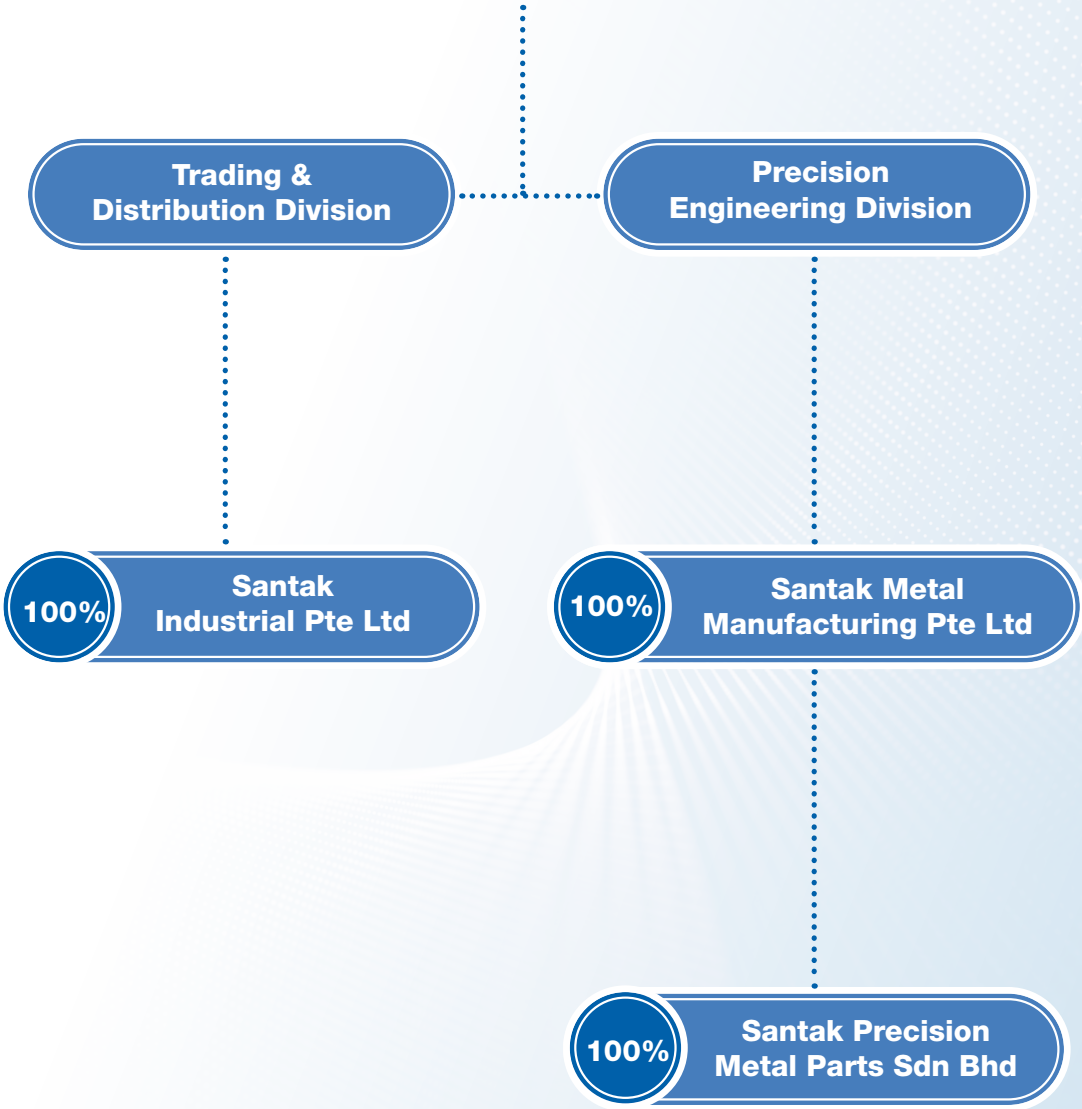 Trading &
Distribution Division
Precision
Engineering Division
100%
Santak
Industrial Pte Ltd
100%
Santak Metal
Manufacturing Pte Ltd
100%
Santak Precision
Metal Parts Sdn Bhd